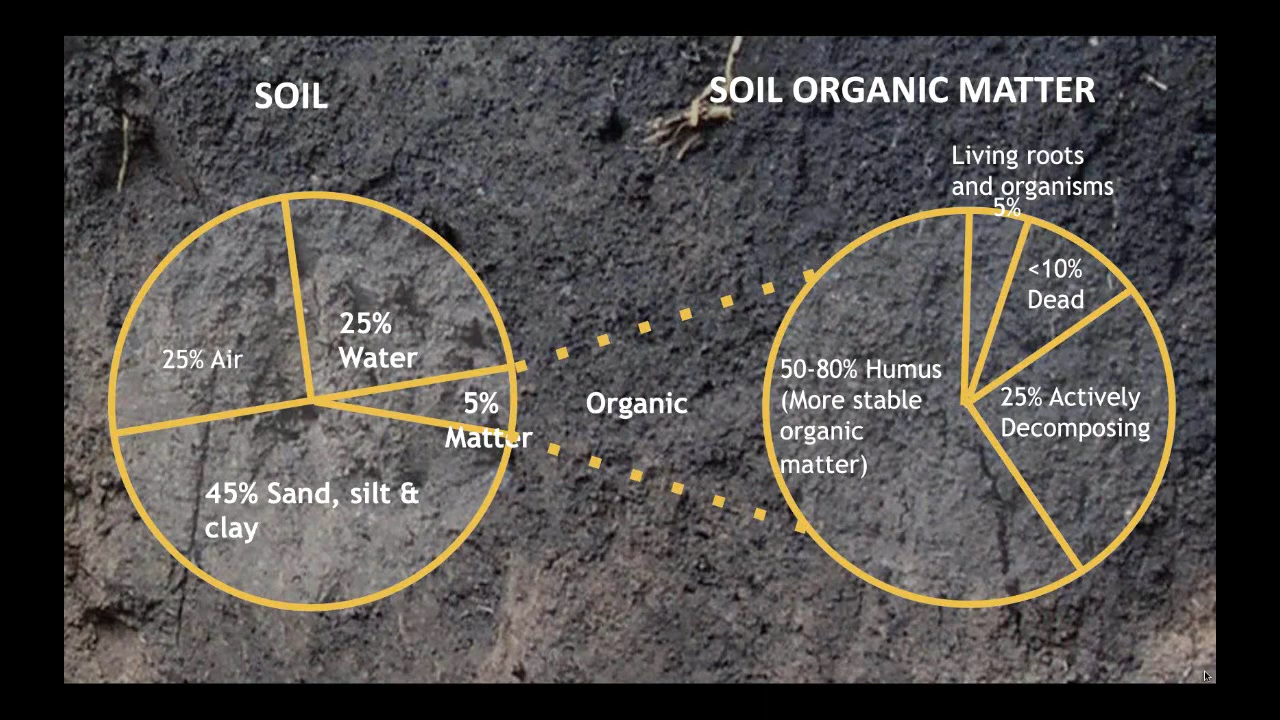 SOIL
25% Air
25%
Water
5%
Matter
Organic
45% Sand, silt &
clay
SOIL ORGANIC MATTER
Living roots
and organisms
5%
<10%
Dead
25% Actively
Decomposing
50-80% Humus
(More stable
organic
matter)